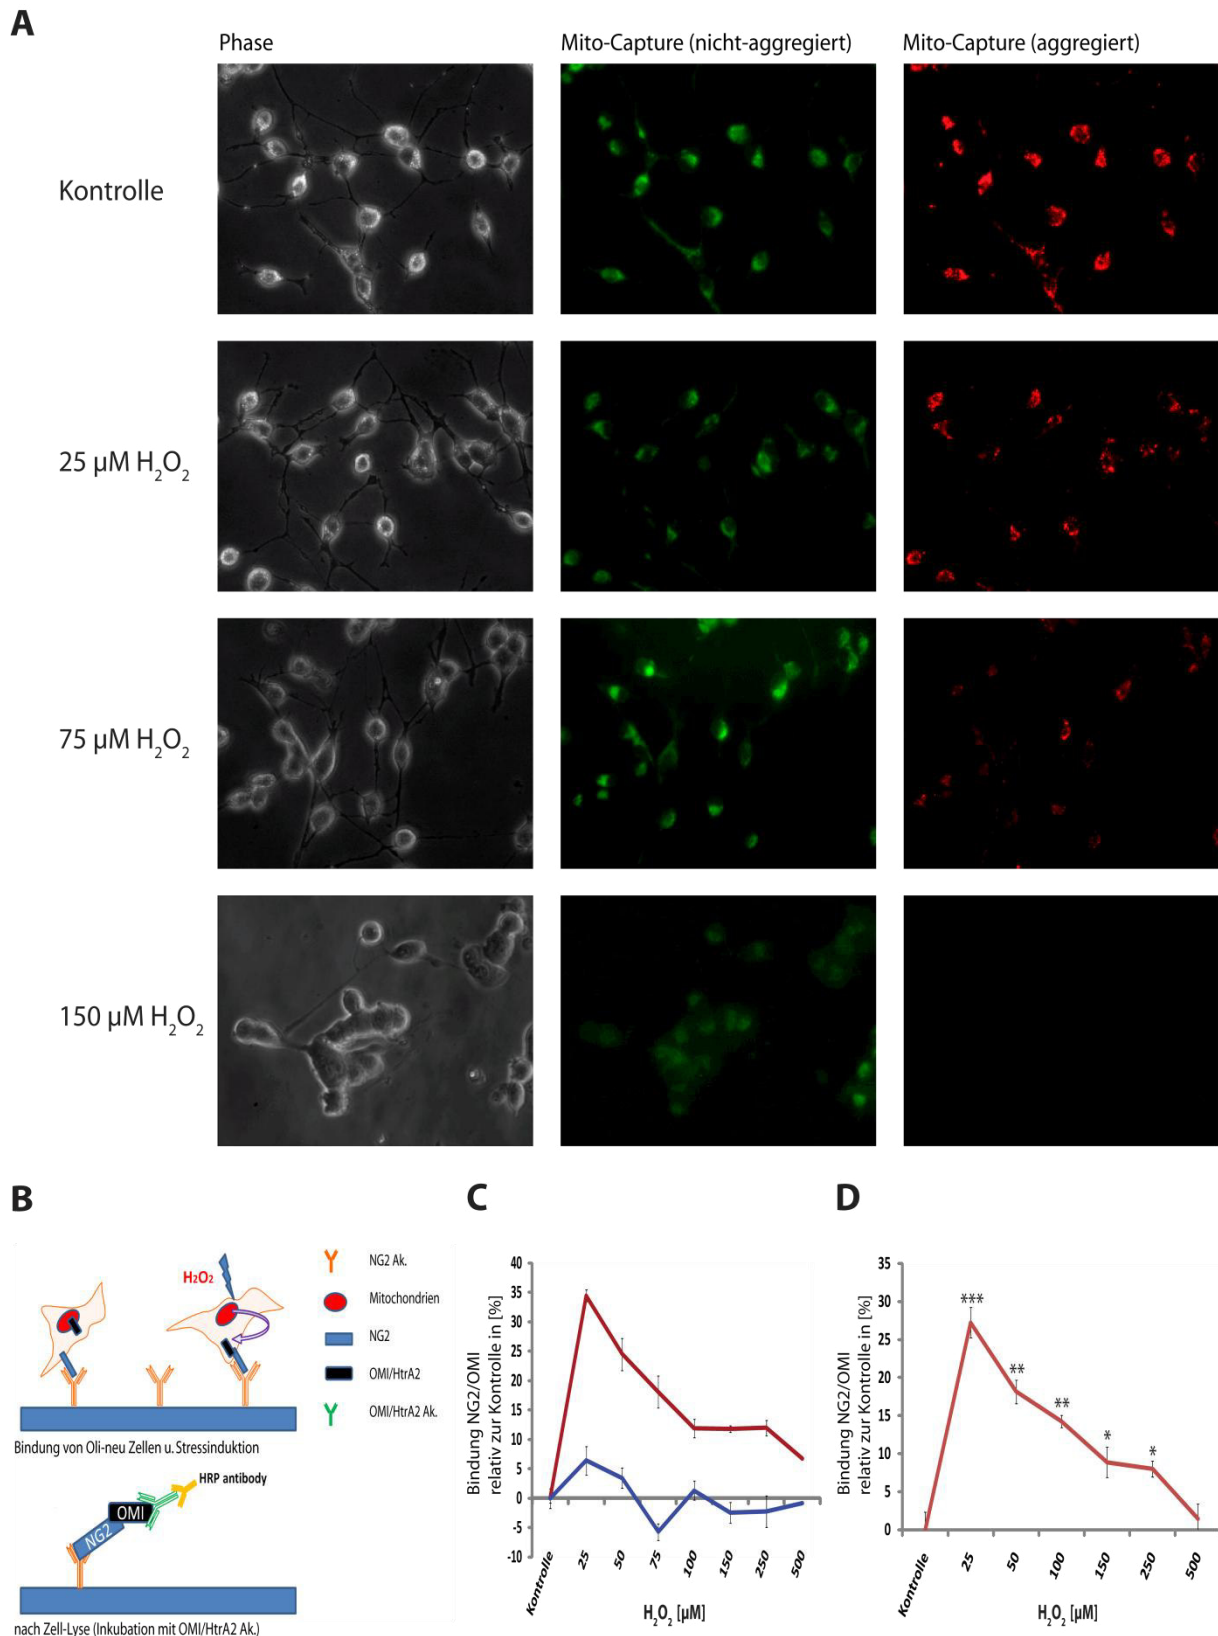 A
Phase
Mito-Capture (nicht-aggregiert)
Mito-Capture (aggregiert)
Kontrolle
25 µM H₂O₂
75 µM H₂O₂
150 µM H₂O₂
B
H₂O₂
NG2 Ak.
Mitochondrien
NG2
OMI/HtrA2
OMI/HtrA2 Ak.
Bindung von Oli-neu Zellen u. Stressinduktion
HRP antibody
OMI
NG2
nach Zell-Lyse (Inkubation mit OMI/HtrA2 Ak.)
C
Bindung NG2/OMI
relativ zur Kontrolle in [%]
40
35
30
25
20
15
10
5
0
-5
-10
Kontrolle 25 50 75 100 150 250 500
H₂O₂ [µM]
D
Bindung NG2/OMI
relativ zur Kontrolle in [%]
35
30
25
20
15
10
5
0
***
**
**
*
*
Kontrolle 25 50 100 150 250 500
H₂O₂ [µM]